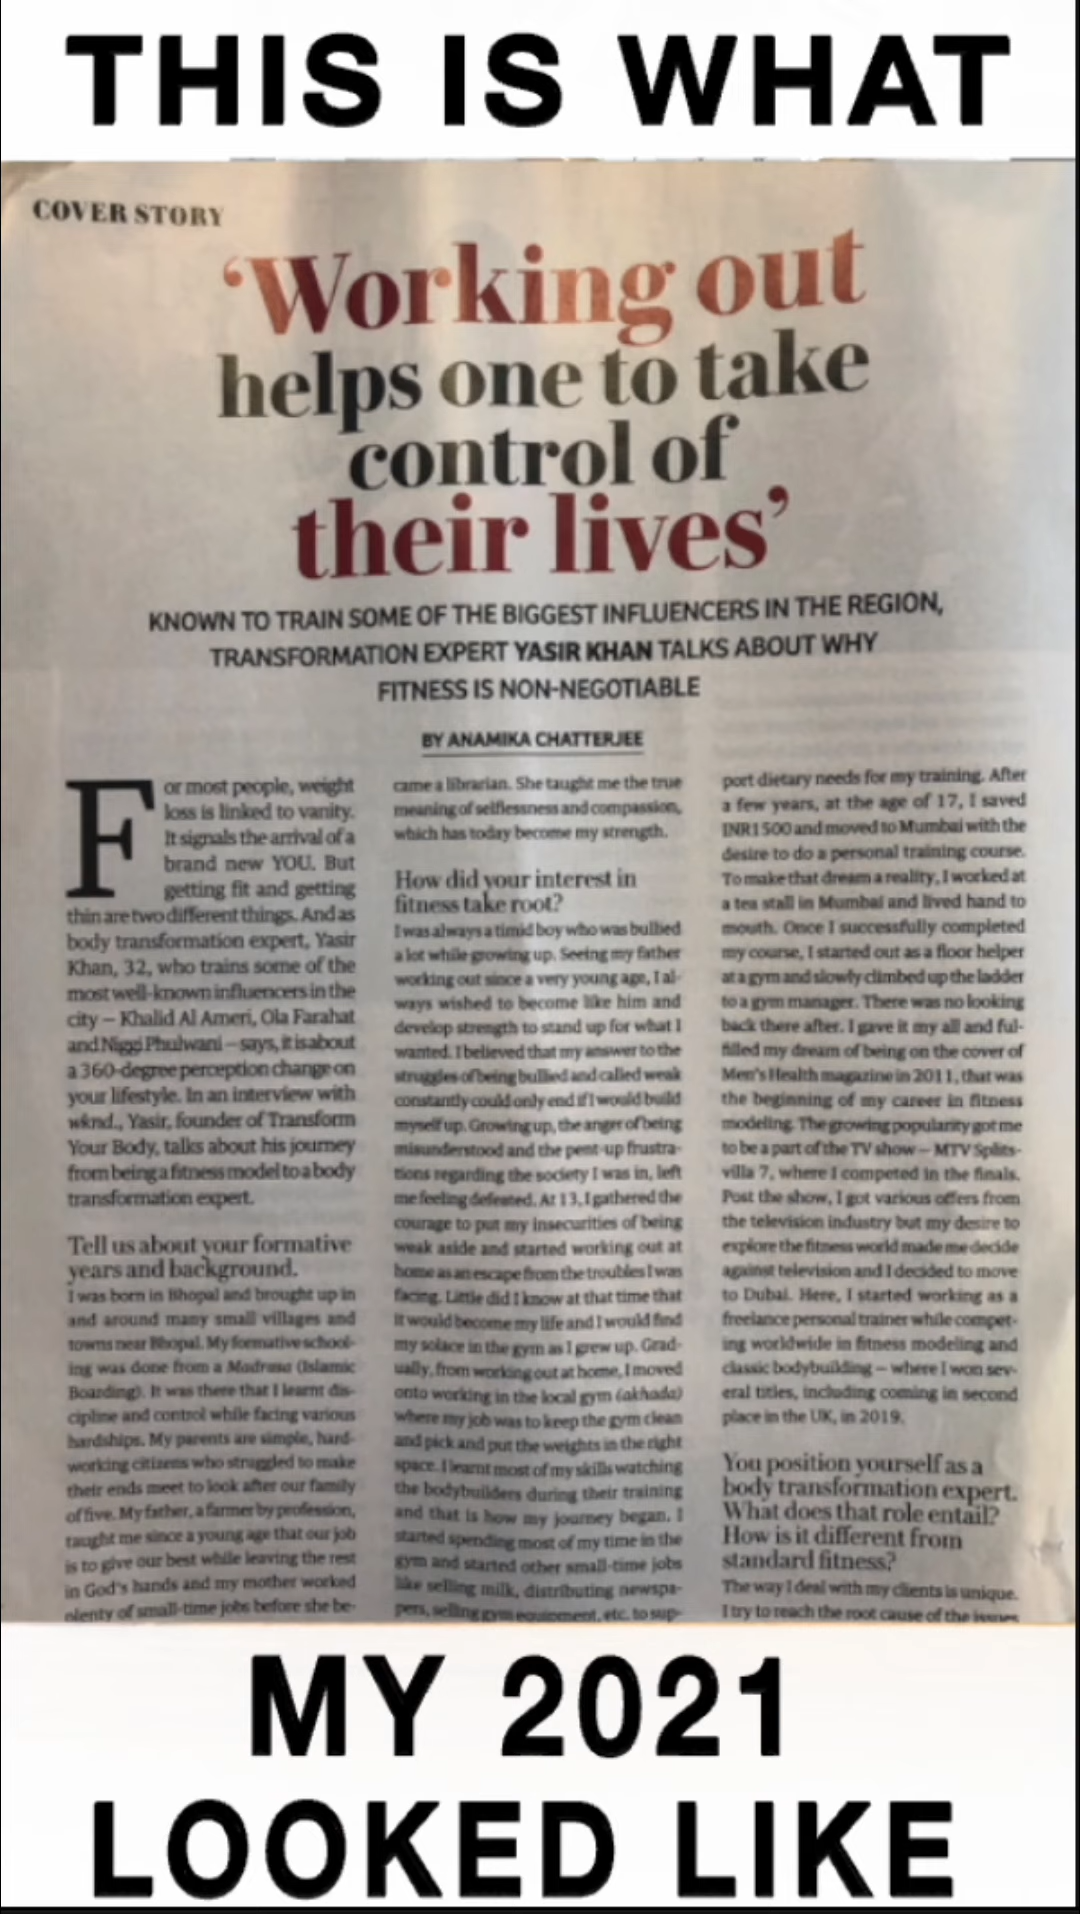 THIS IS WHAT
COVER STORY
‘Working out
helps one to take
control of
their lives’
KNOWN TO TRAIN SOME OF THE BIGGEST INFLUENCERS IN THE REGION,
TRANSFORMATION EXPERT YASIR KHAN TALKS ABOUT WHY
FITNESS IS NON-NEGOTIABLE
BY ANAMIKA CHATTERJEE
For most people, weight
loss is linked to vanity.
It signals the arrival of a
brand new YOU. But
getting fit and getting
thin are two different things. And as
body transformation expert, Yasir
Khan, 32, who trains some of the
most well-known influencers in the
city – Khalid Al Ameri, Ola Farahat
and Niggi Phulwani – says, it is about
a 360-degree perception change on
your lifestyle. In an interview with
wknd., Yasir, founder of Transform
Your Body, talks about his journey
from being a fitness model to a body
transformation expert.
Tell us about your formative
years and background.
I was born in Bhopal and brought up in
and around many small villages and
towns near Bhopal. My formative school-
ing was done from a Madrasa (Islamic
Boarding). It was there that I learnt dis-
cipline and control while facing various
hardships. My parents are simple, hard-
working citizens who struggled to make
their ends meet to look after our family
of five. My father, a farmer by profession,
taught me since a young age that our job
is to give our best while leaving the rest
in God's hands and my mother worked
plenty of small-time jobs before she be-
came a librarian. She taught me the true
meaning of selflessness and compassion,
which has today become my strength.
How did your interest in
fitness take root?
I was always a timid boy who was bullied
a lot while growing up. Seeing my father
working out since a very young age, I al-
ways wished to become like him and
develop strength to stand up for what I
wanted. I believed that my answer to the
struggles of being bullied and called weak
constantly could only end if I would build
myself up. Growing up, the anger of being
misunderstood and the pent-up frustra-
tions regarding the society I was in, left
me feeling defeated. At 13, I gathered the
courage to put my insecurities of being
weak aside and started working out at
home as an escape from the troubles I was
facing. Little did I know at that time that
it would become my life and I would find
my solace in the gym as I grew up. Grad-
ually, from working out at home, I moved
onto working in the local gym (akhada)
where my job was to keep the gym clean
and pick and put the weights in the right
space. I learnt most of my skills watching
the bodybuilders during their training
and that is how my journey began. I
started spending most of my time in the
gym and started other small-time jobs
like selling milk, distributing newspa-
pers, selling gym equipment, etc. to sup-
port dietary needs for my training. After
a few years, at the age of 17, I saved
INR1500 and moved to Mumbai with the
desire to do a personal training course.
To make that dream a reality, I worked at
a tea stall in Mumbai and lived hand to
mouth. Once I successfully completed
my course, I started out as a floor helper
at a gym and slowly climbed up the ladder
to a gym manager. There was no looking
back there after. I gave it my all and ful-
filled my dream of being on the cover of
Men's Health magazine in 2011, that was
the beginning of my career in fitness
modeling. The growing popularity got me
to be a part of the TV show – MTV Splits-
villa 7, where I competed in the finals.
Post the show, I got various offers from
the television industry but my desire to
explore the fitness world made me decide
against television and I decided to move
to Dubai. Here, I started working as a
freelance personal trainer while compet-
ing worldwide in fitness modeling and
classic bodybuilding – where I won sev-
eral titles, including coming in second
place in the UK, in 2019.
You position yourself as a
body transformation expert.
What does that role entail?
How is it different from
standard fitness?
The way I deal with my clients is unique.
I try to reach the root cause of the issues
MY 2021
LOOKED LIKE